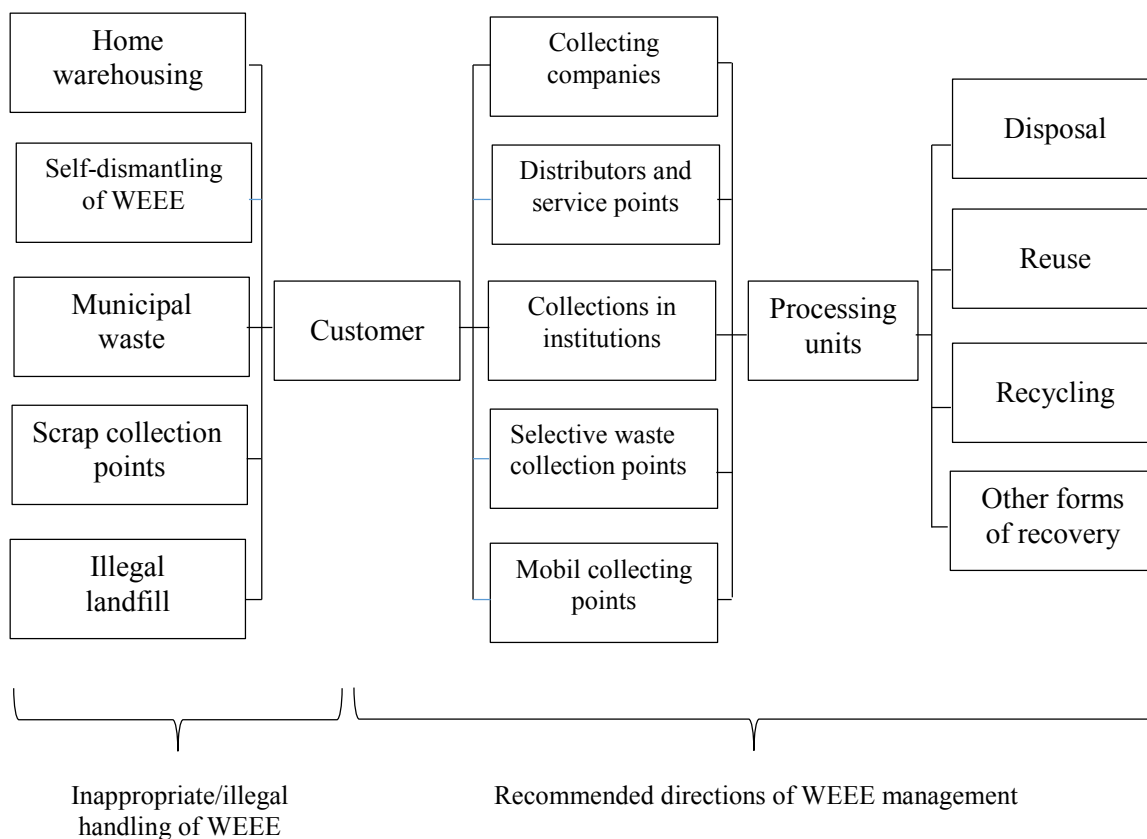 Home
warehousing
Self-dismantling
of WEEE
Municipal
waste
Scrap collection
points
Illegal
landfill
Customer
Collecting
companies
Distributors and
service points
Collections in
institutions
Selective waste
collection points
Mobil collecting
points
Processing
units
Disposal
Reuse
Recycling
Other forms
of recovery
Inappropriate/illegal
handling of WEEE
Recommended directions of WEEE management